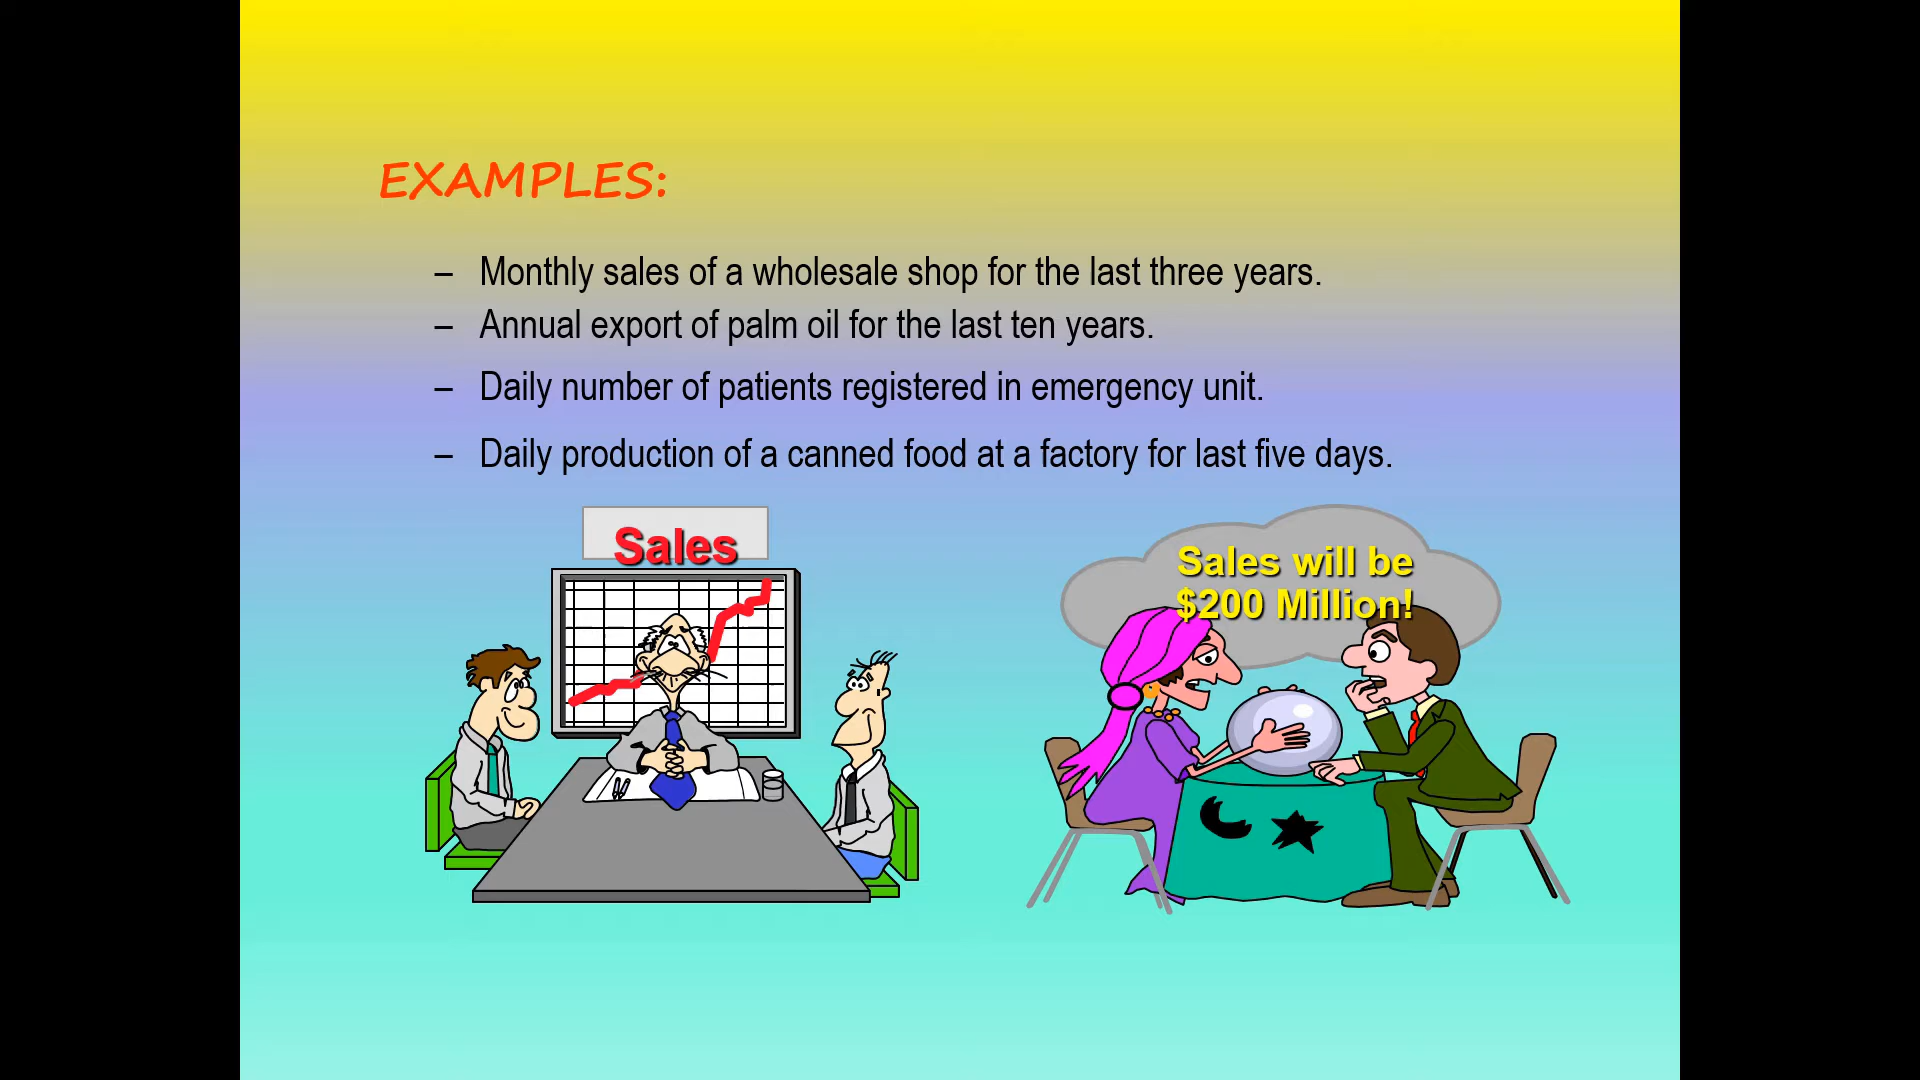 EXAMPLES:
– Monthly sales of a wholesale shop for the last three years.
– Annual export of palm oil for the last ten years.
– Daily number of patients registered in emergency unit.
– Daily production of a canned food at a factory for last five days.
Sales
Sales will be
$200 Million!